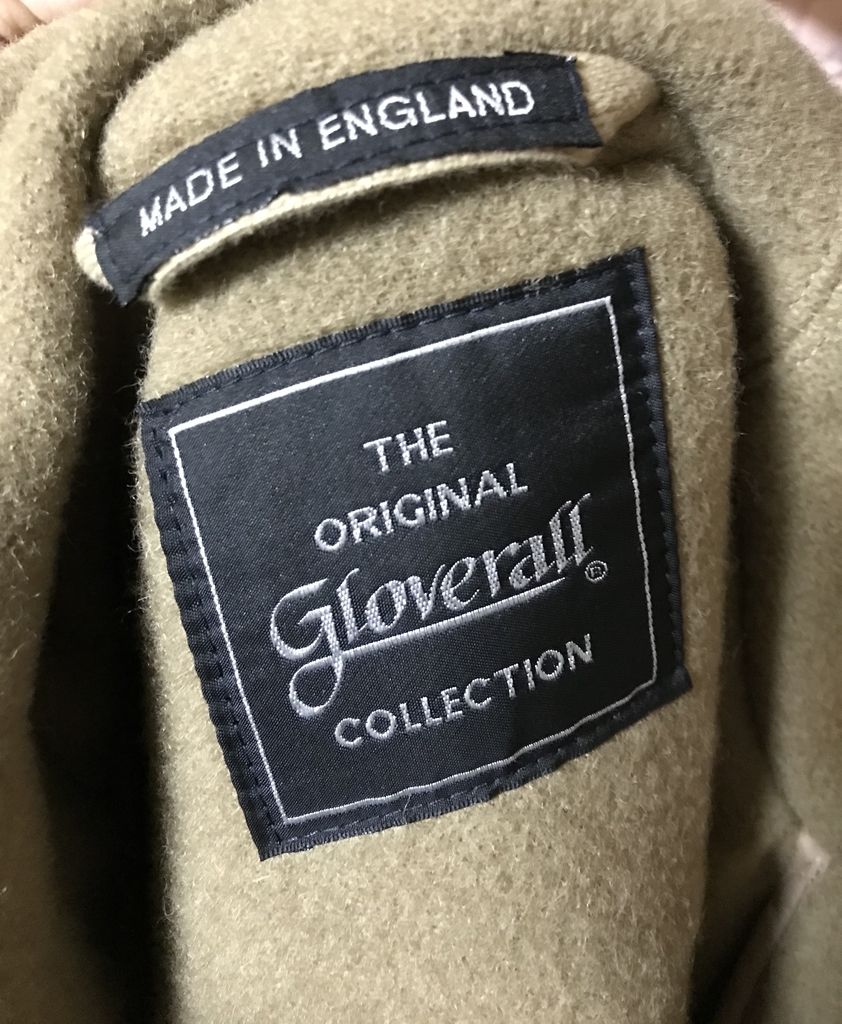 MADE IN ENGLAND
THE
ORIGINAL
Gloverall®
COLLECTION